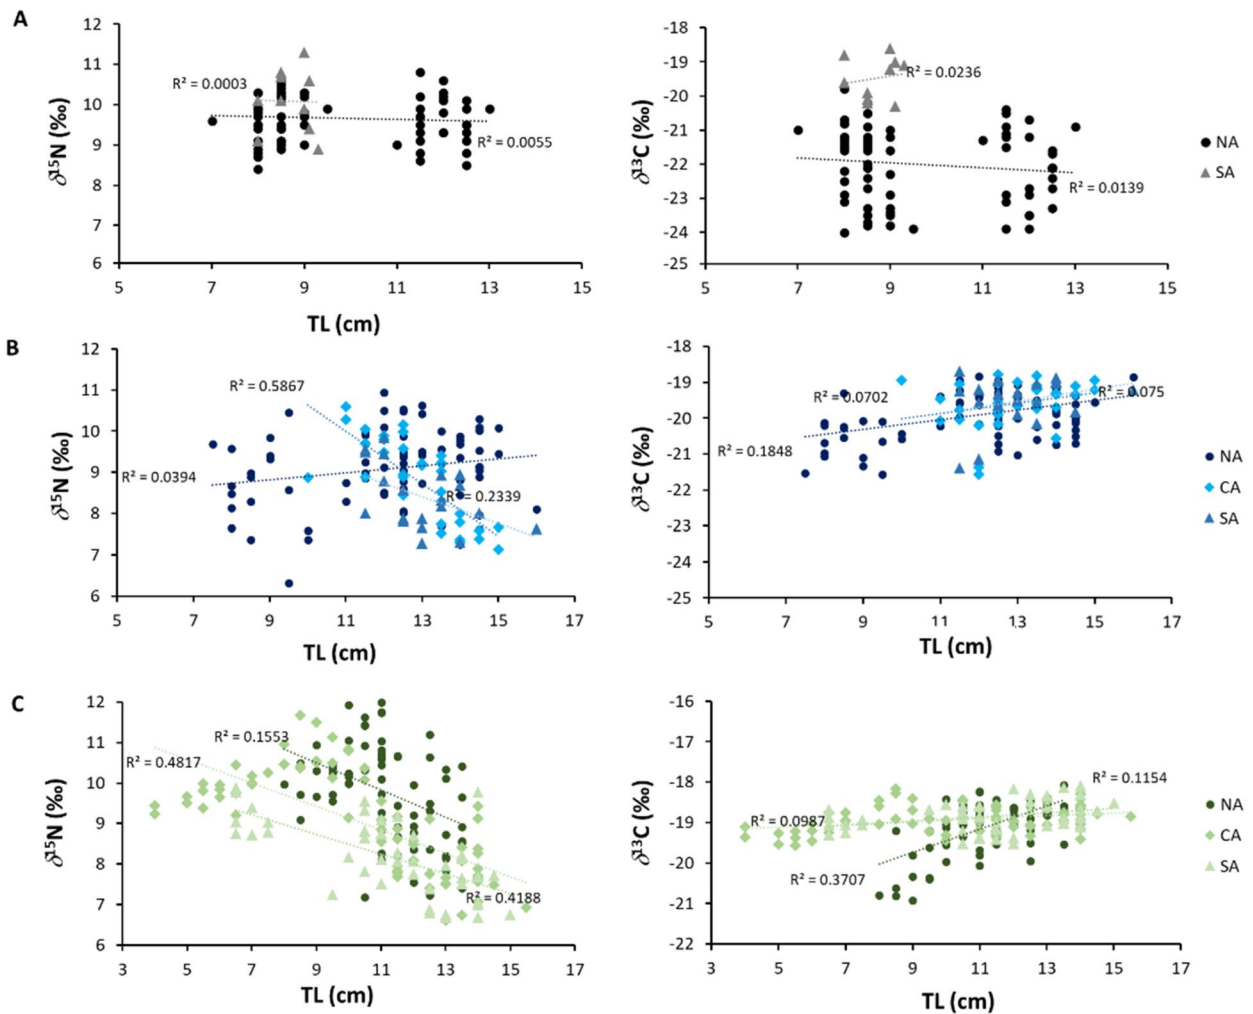 A
12
11
10
9
8
7
6
5
7
9
11
13
15
δ15N (‰)
TL (cm)
R² = 0.0003
R² = 0.0055
-18
-19
-20
-21
-22
-23
-24
-25
5
7
9
11
13
15
δ13C (‰)
TL (cm)
R² = 0.0236
R² = 0.0139
NA
SA
B
12
11
10
9
8
7
6
5
7
9
11
13
15
17
δ15N (‰)
TL (cm)
R² = 0.5867
R² = 0.0394
R² = 0.2339
-18
-19
-20
-21
-22
-23
-24
-25
5
7
9
11
13
15
17
δ13C (‰)
TL (cm)
R² = 0.0702
R² = 0.075
R² = 0.1848
NA
CA
SA
C
12
11
10
9
8
7
6
3
5
7
9
11
13
15
17
δ15N (‰)
TL (cm)
R² = 0.1553
R² = 0.4817
R² = 0.4188
-16
-17
-18
-19
-20
-21
-22
3
5
7
9
11
13
15
17
δ13C (‰)
TL (cm)
R² = 0.1154
R² = 0.0987
R² = 0.3707
NA
CA
SA